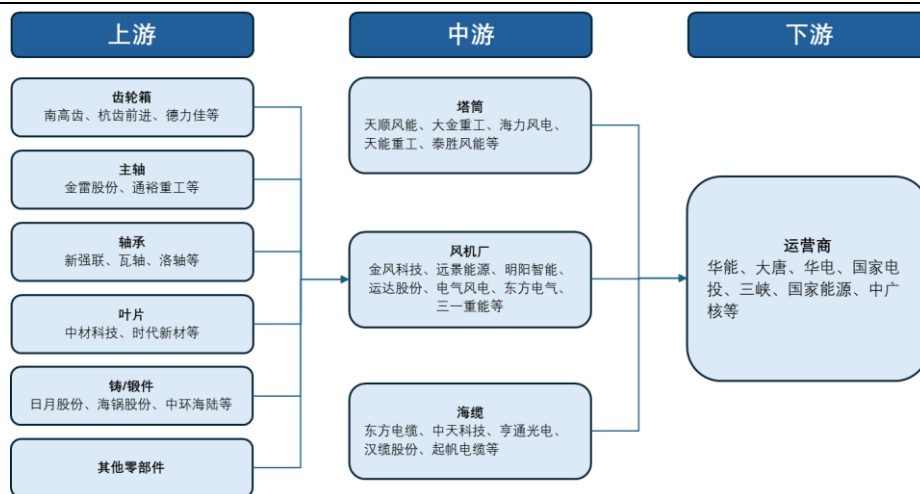 上游
中游
下游
齿轮箱
南高齿、杭齿前进、德力佳等
主轴
金雷股份、通裕重工等
轴承
新强联、瓦轴、洛轴等
叶片
中材科技、时代新材等
铸/锻件
日月股份、海锅股份、中环海陆等
其他零部件
塔筒
天顺风能、大金重工、海力风电、
天能重工、泰胜风能等
风机厂
金风科技、远景能源、明阳智能、
运达股份、电气风电、东方电气、
三一重能等
海缆
东方电缆、中天科技、亨通光电、
汉缆股份、起帆电缆等
运营商
华能、大唐、华电、国家电
投、三峡、国家能源、中广
核等